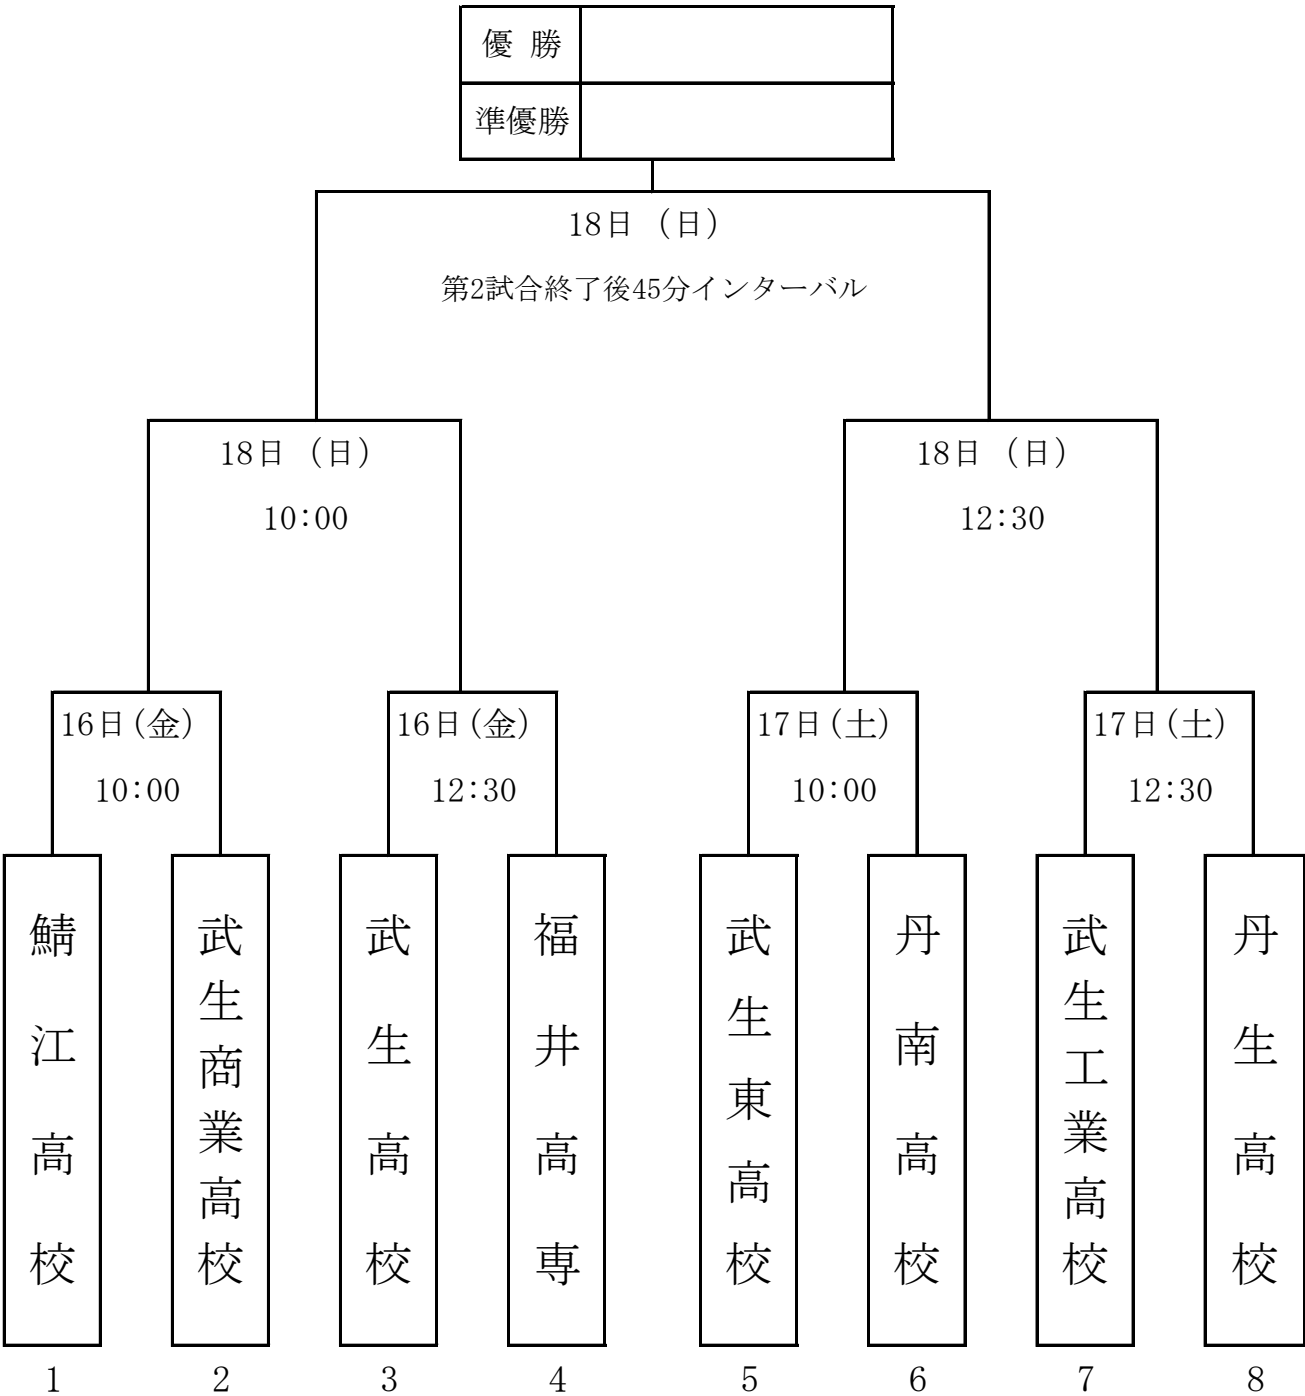 優 勝
準優勝
18日 (日)
第2試合終了後45分インターバル
18日 (日)
10:00
18日 (日)
12:30
16日(金)
10:00
16日(金)
12:30
17日(土)
10:00
17日(土)
12:30
鯖江高校
武生商業高校
武生高校
福井高専
武生東高校
丹南高校
武生工業高校
丹生高校
1
2
3
4
5
6
7
8